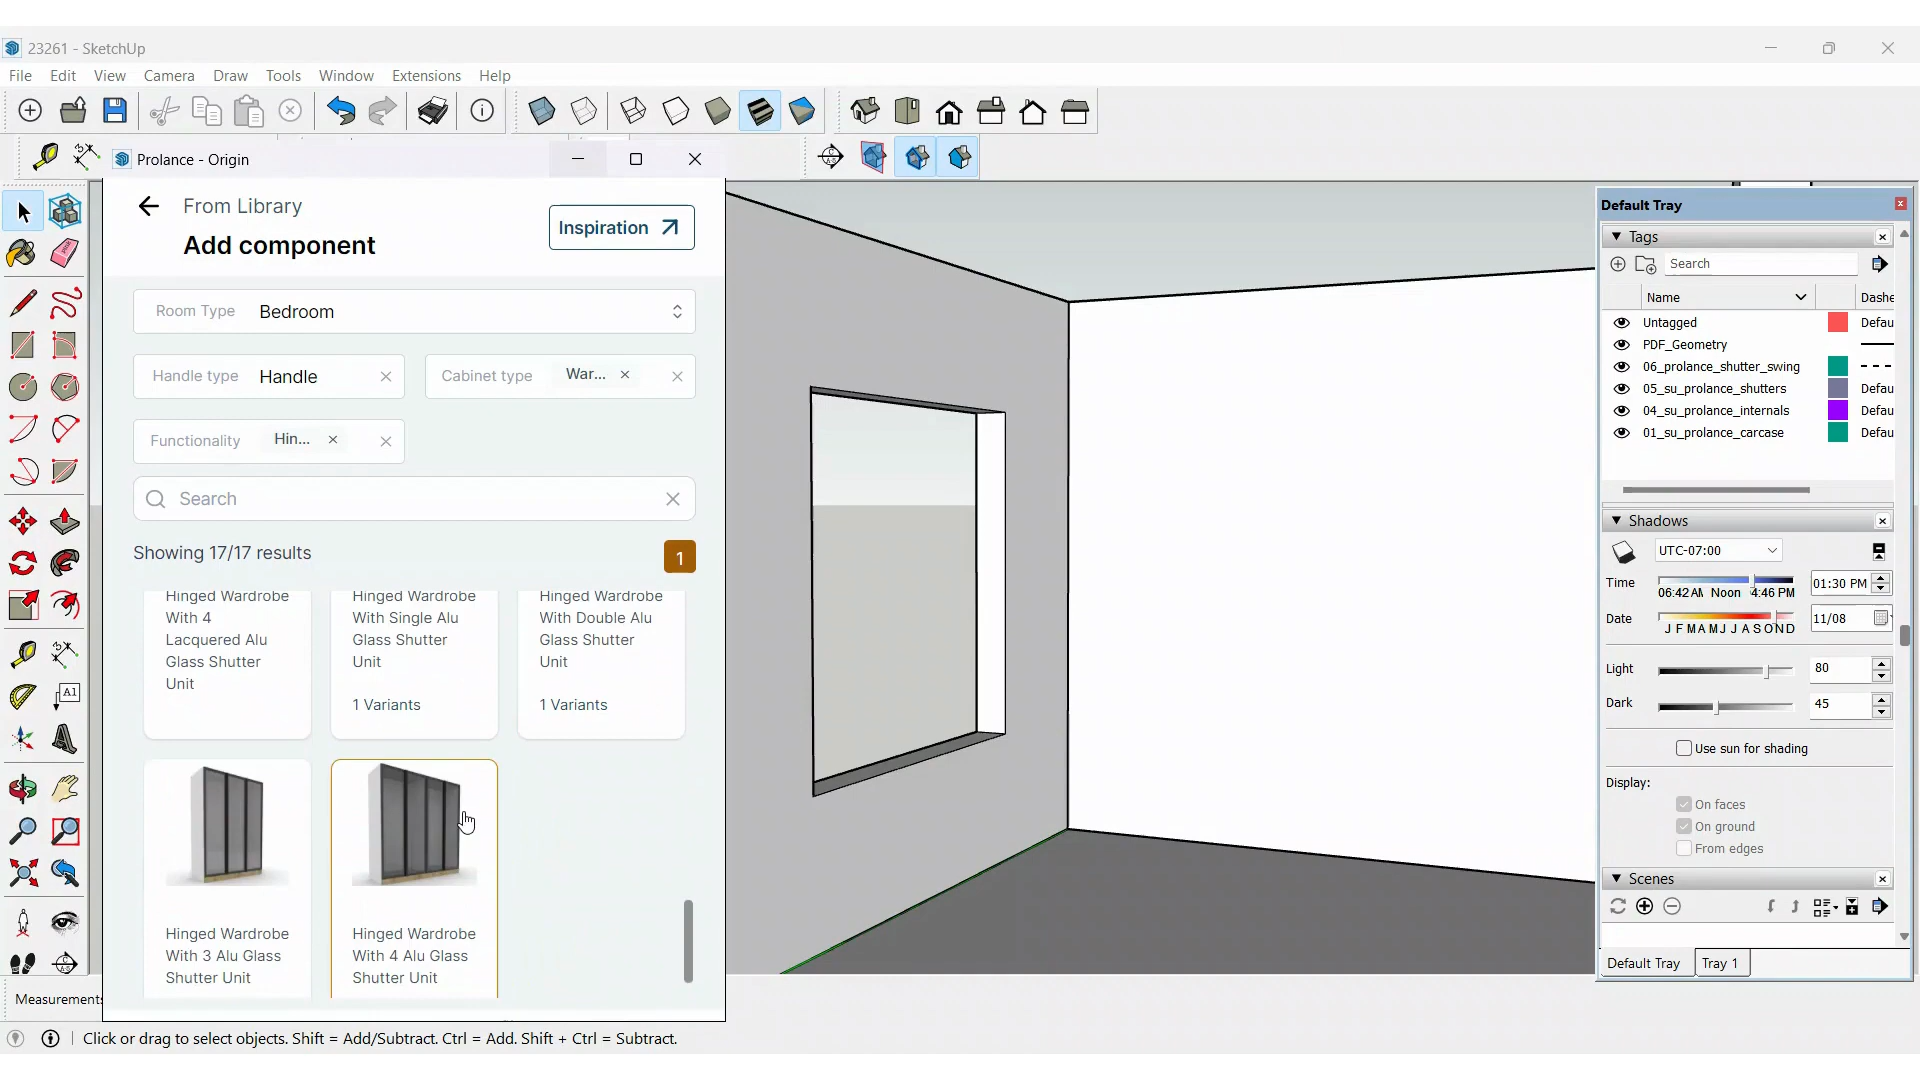 23261 - SketchUp
File Edit View Camera Draw Tools Window Extensions Help
Prolance - Origin
From Library
Add component
Inspiration
Room Type Bedroom
Handle type Handle
Cabinet type War...
Functionality Hin...
Search
Showing 17/17 results
1
Hinged Wardrobe
With 4
Lacquered Alu
Glass Shutter
Unit
Hinged Wardrobe
With Single Alu
Glass Shutter
Unit
1 Variants
Hinged Wardrobe
With Double Alu
Glass Shutter
Unit
1 Variants
Hinged Wardrobe
With 3 Alu Glass
Shutter Unit
Hinged Wardrobe
With 4 Alu Glass
Shutter Unit
Default Tray
Tags
Search
Name Dashe
Untagged Defau
PDF_Geometry
06_prolance_shutter_swing
05_su_prolance_shutters Defau
04_su_prolance_internals Defau
01_su_prolance_carcase Defau
Shadows
UTC-07:00
Time 06:42 AM Noon 4:46 PM 01:30 PM
Date J F M A M J J A S O N D 11/08
Light 80
Dark 45
Use sun for shading
Display:
On faces
On ground
From edges
Scenes
Default Tray Tray 1
A1
Measurements
Click or drag to select objects. Shift = Add/Subtract. Ctrl = Add. Shift + Ctrl = Subtract.